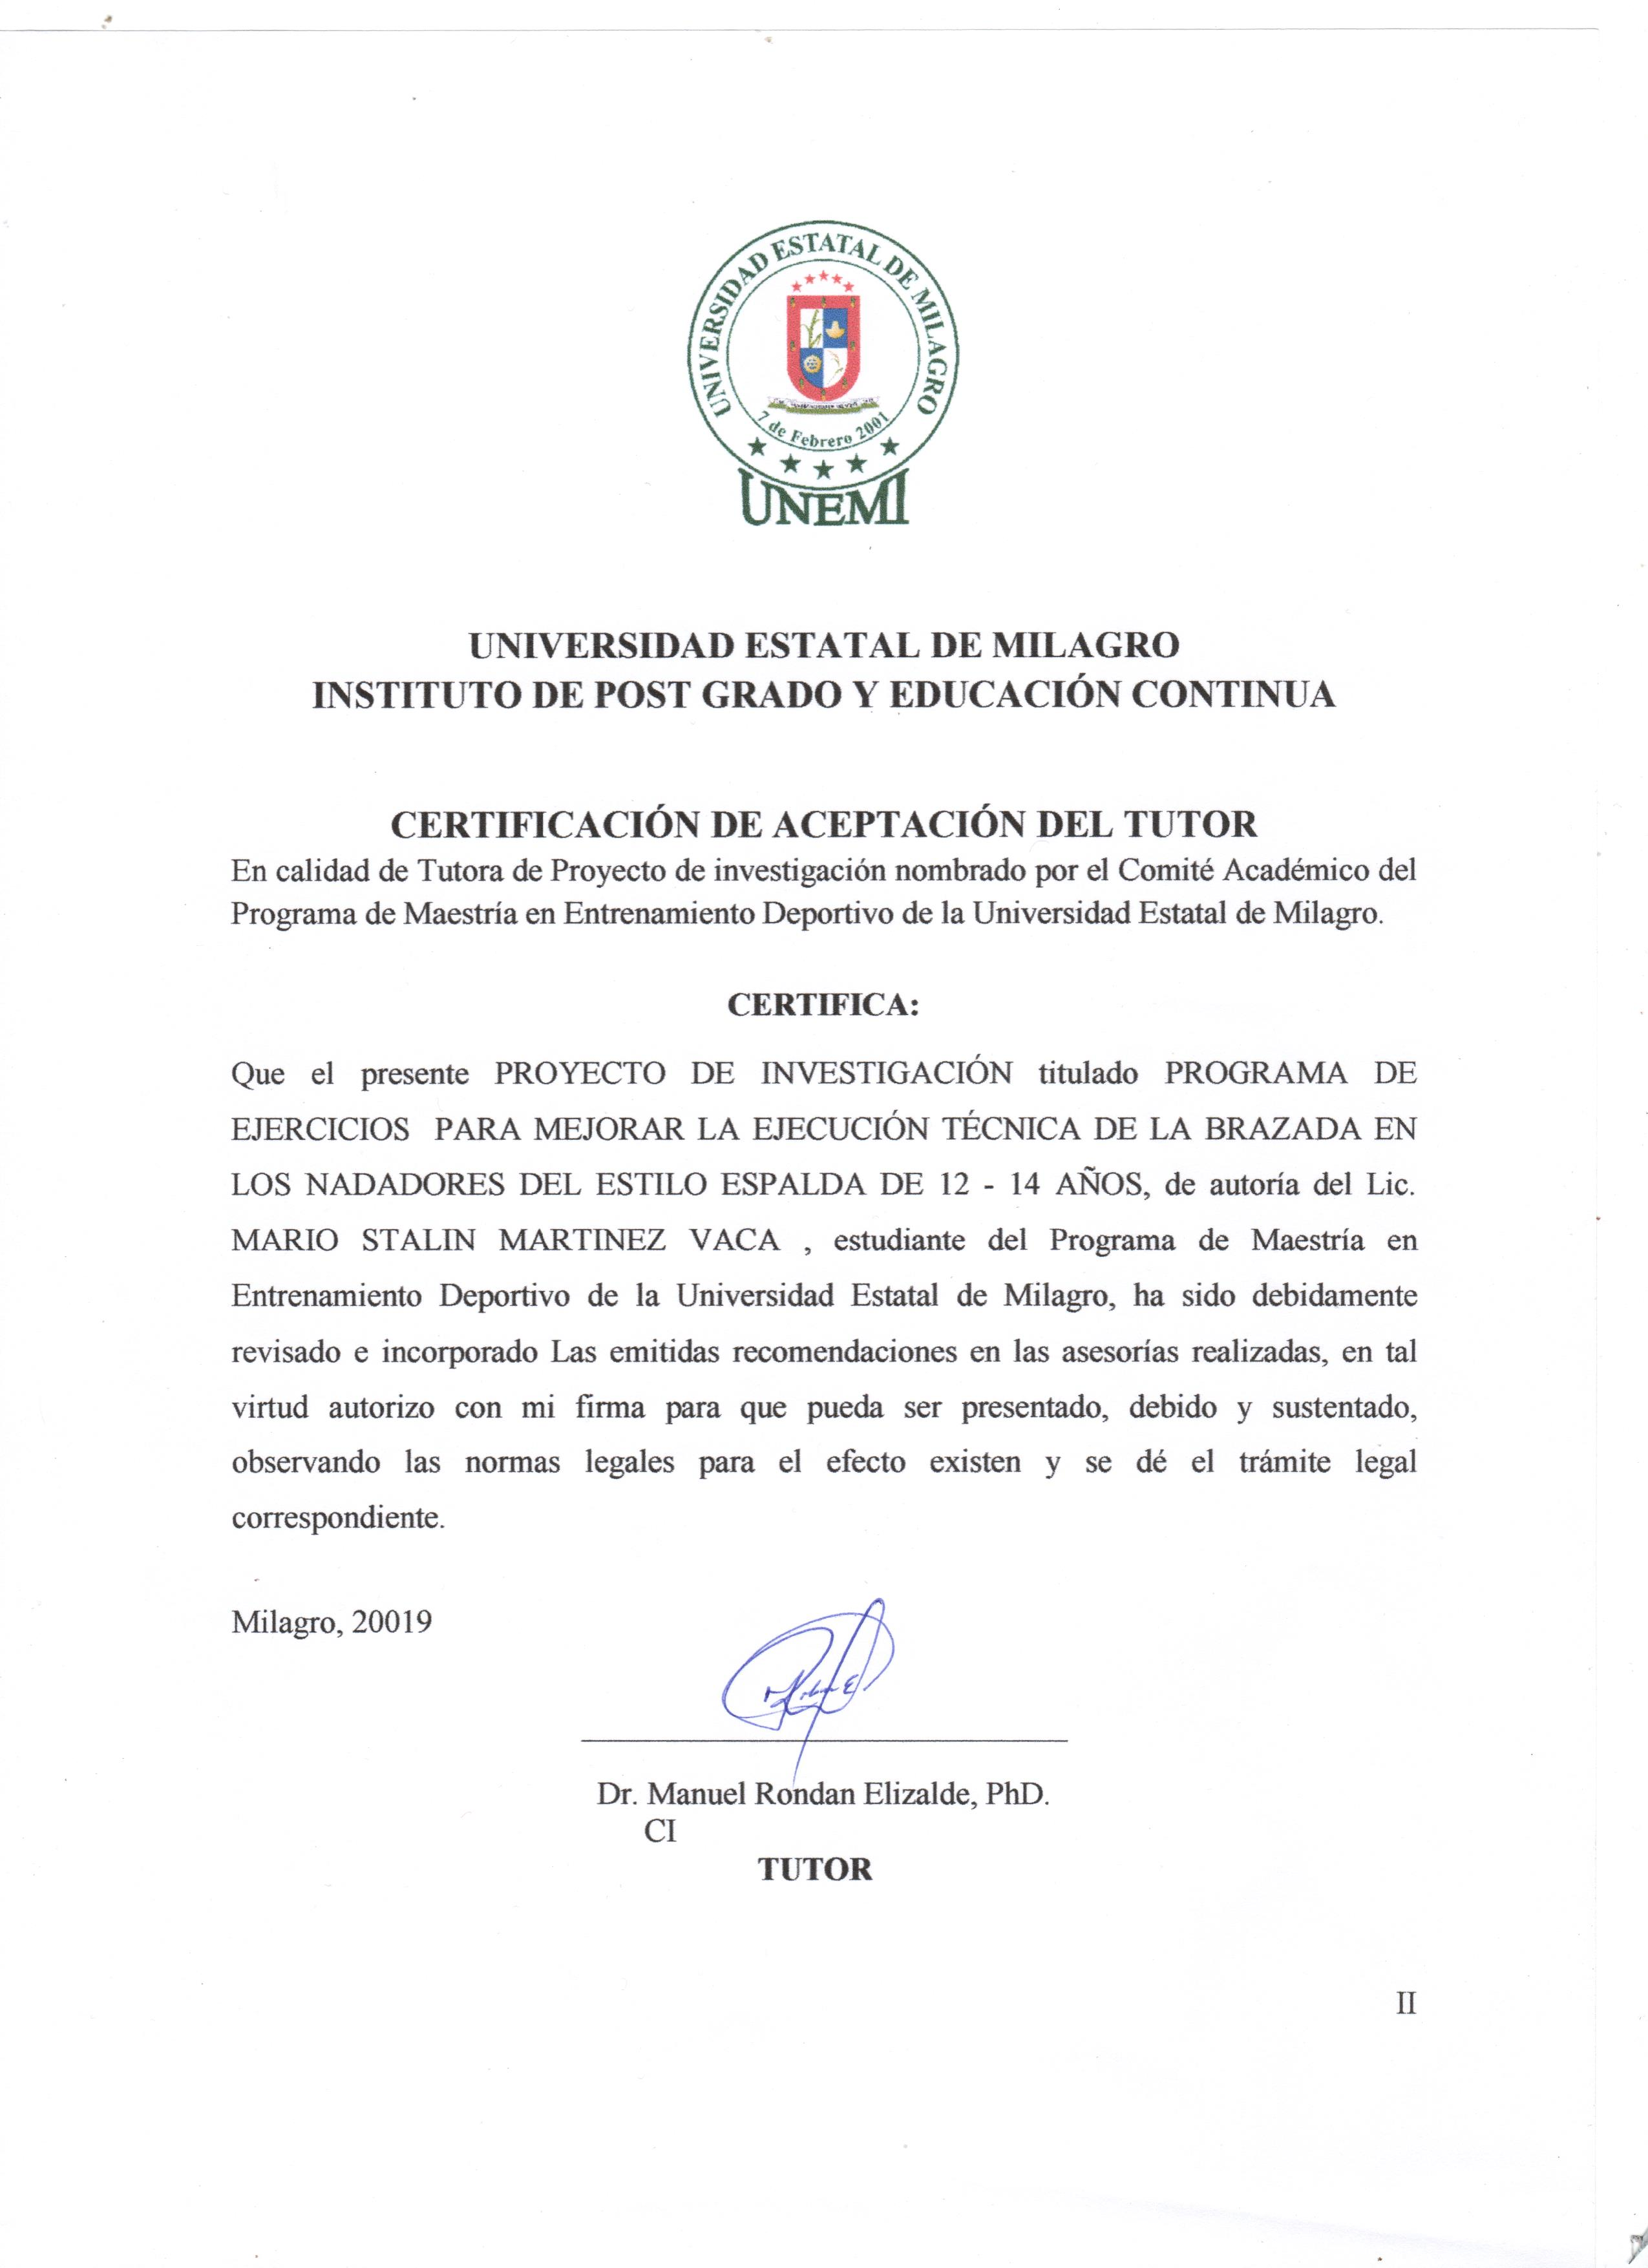 UNIVERSIDAD ESTATAL DE MILAGRO
7 de Febrero 2001
UNEMI
UNIVERSIDAD ESTATAL DE MILAGRO
INSTITUTO DE POST GRADO Y EDUCACIÓN CONTINUA
CERTIFICACIÓN DE ACEPTACIÓN DEL TUTOR
En calidad de Tutora de Proyecto de investigación nombrado por el Comité Académico del
Programa de Maestría en Entrenamiento Deportivo de la Universidad Estatal de Milagro.
CERTIFICA:
Que el presente PROYECTO DE INVESTIGACIÓN titulado PROGRAMA DE
EJERCICIOS PARA MEJORAR LA EJECUCIÓN TÉCNICA DE LA BRAZADA EN
LOS NADADORES DEL ESTILO ESPALDA DE 12 - 14 AÑOS, de autoría del Lic.
MARIO STALIN MARTINEZ VACA , estudiante del Programa de Maestría en
Entrenamiento Deportivo de la Universidad Estatal de Milagro, ha sido debidamente
revisado e incorporado Las emitidas recomendaciones en las asesorías realizadas, en tal
virtud autorizo con mi firma para que pueda ser presentado, debido y sustentado,
observando las normas legales para el efecto existen y se dé el trámite legal
correspondiente.
Milagro, 20019
Dr. Manuel Rondan Elizalde, PhD.
CI
TUTOR
II